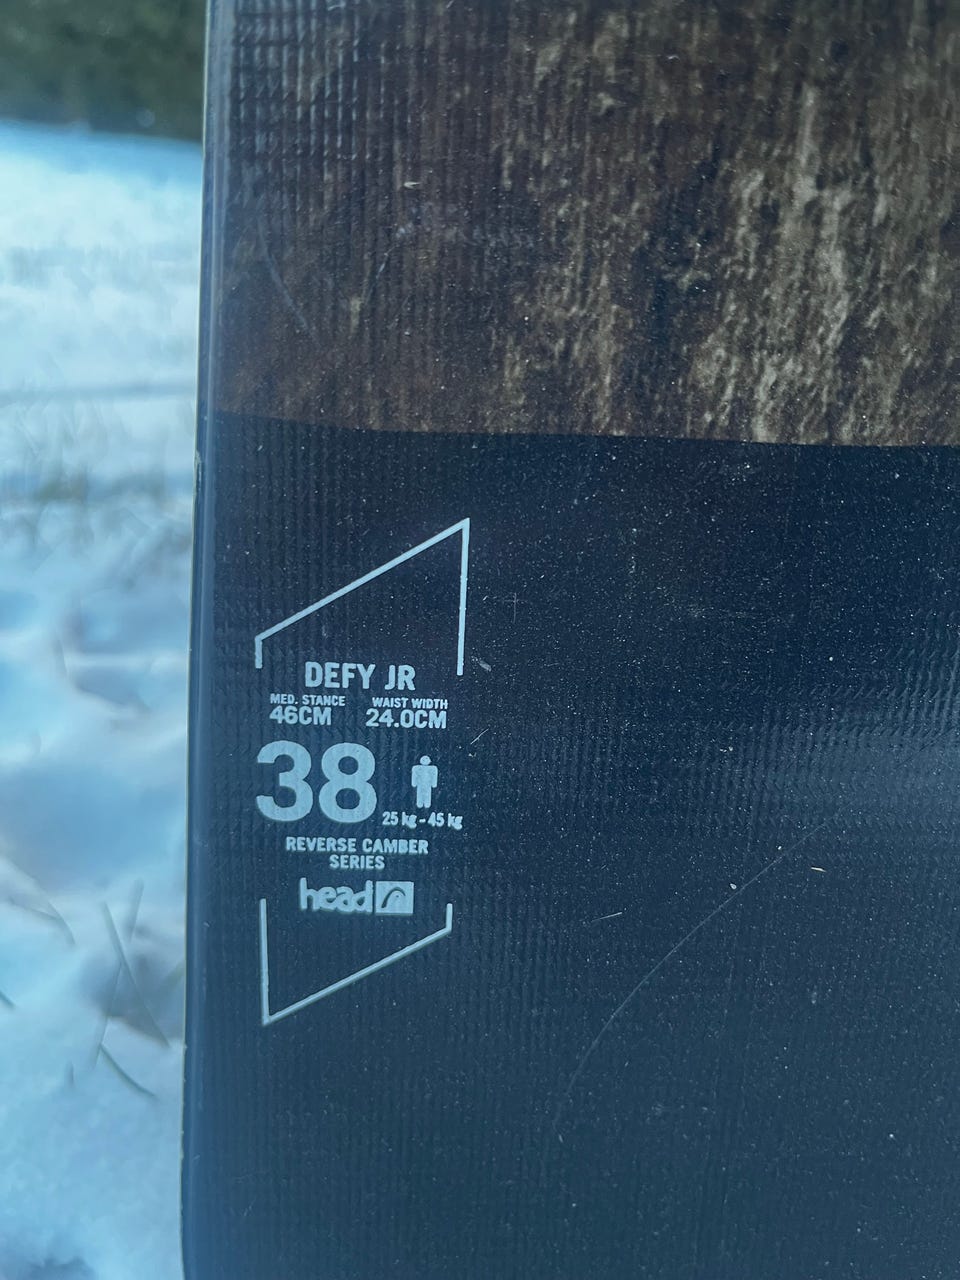 DEFY JR
MED. STANCE WAIST WIDTH
46CM 24.0CM
38
25 kg - 45 kg
REVERSE CAMBER
SERIES
head